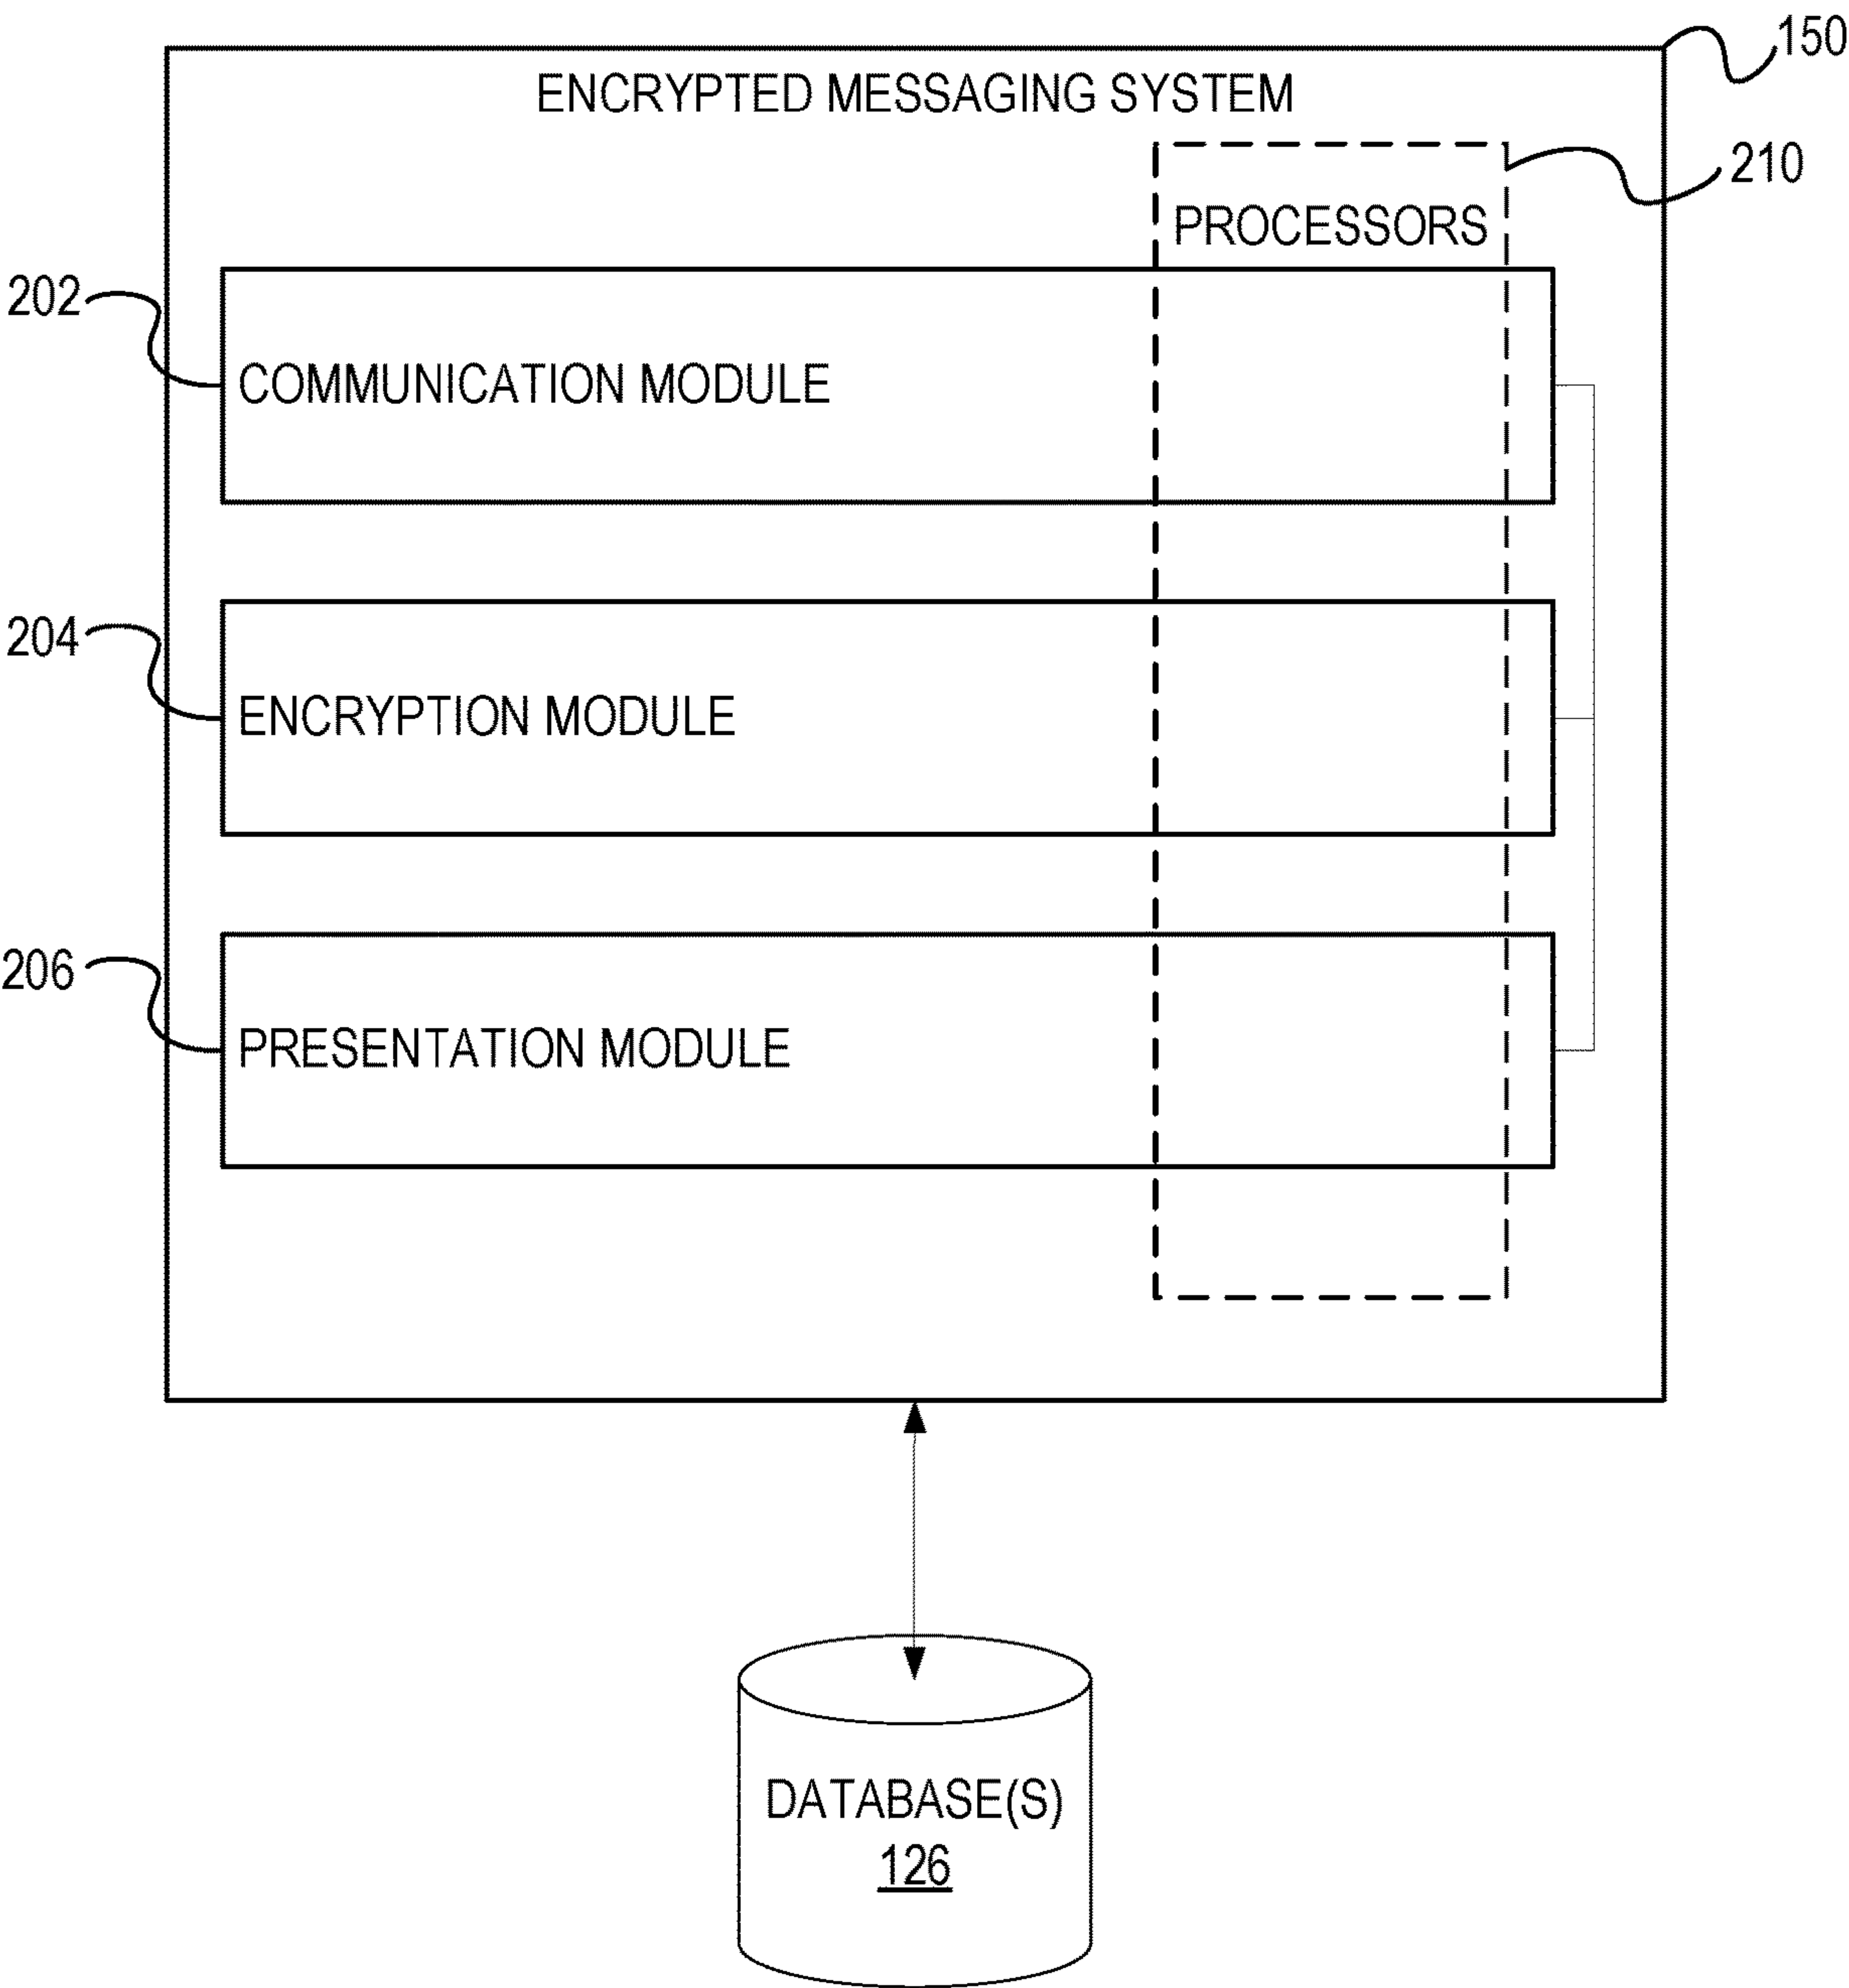 150
ENCRYPTED MESSAGING SYSTEM
210
PROCESSORS
202
COMMUNICATION MODULE
204
ENCRYPTION MODULE
206
PRESENTATION MODULE
DATABASE(S)
126